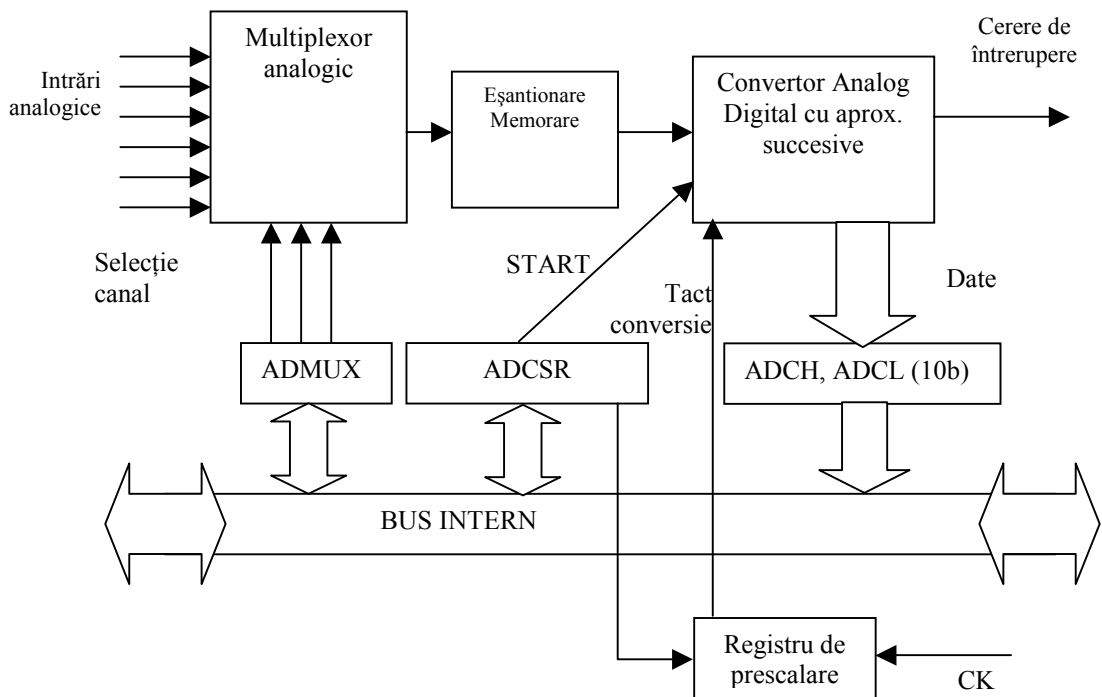 Multiplexor
analogic
Cerere de
întrerupere
Intrări
analogice
Eșantionare
Memorare
Convertor Analog
Digital cu aprox.
succesive
Selecție
canal
START
Tact
conversie
Date
ADMUX
ADCSR
ADCH, ADCL (10b)
BUS INTERN
Registru de
prescalare
CK